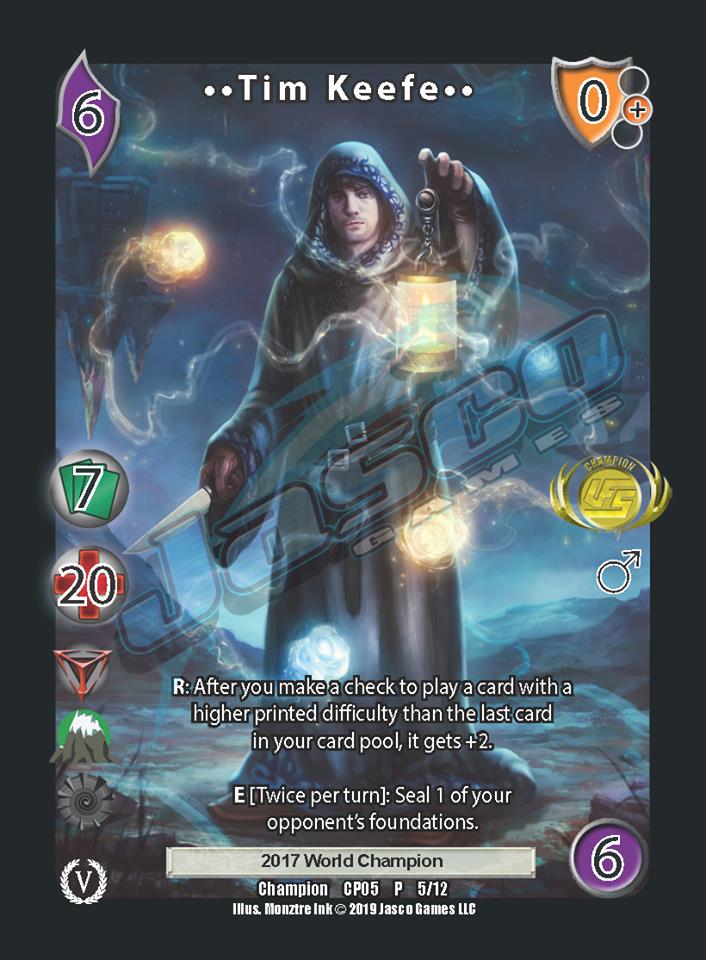 6
••Tim Keefe••
0
+
Jasco
GAMES
7
CHAMPION
UFS
20
R: After you make a check to play a card with a
higher printed difficulty than the last card
in your card pool, it gets +2.
E [Twice per turn]: Seal 1 of your
opponent's foundations.
6
2017 World Champion
V
Champion CP05 P 5/12
Illus. Monztre Ink © 2019 Jasco Games LLC